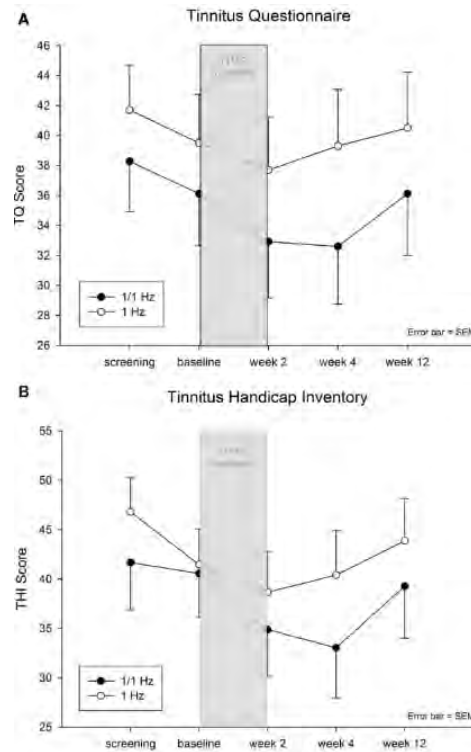 A
Tinnitus Questionnaire
46
44
42
40
38
36
34
32
30
28
26
TQ Score
1/1 Hz
1 Hz
Error bar = SEM
screening baseline week 2 week 4 week 12
B
Tinnitus Handicap Inventory
55
50
45
40
35
30
25
THI Score
1/1 Hz
1 Hz
Error bar = SEM
screening baseline week 2 week 4 week 12